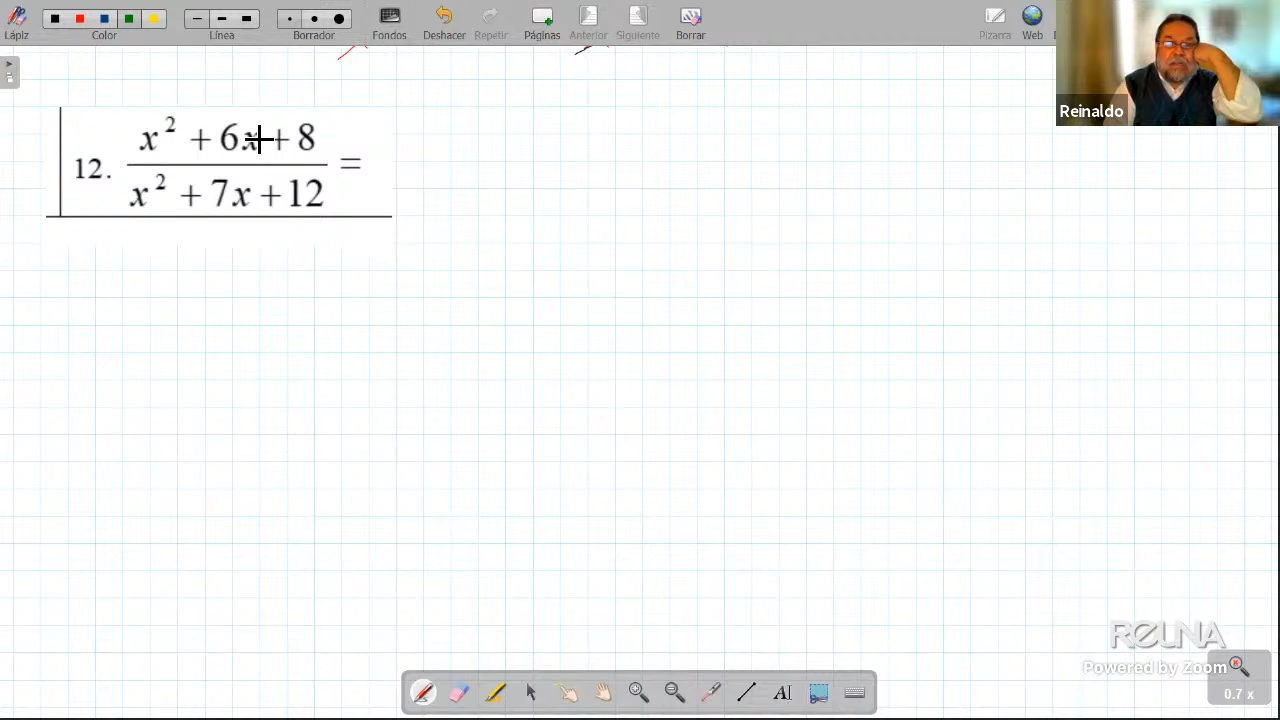 Lápiz Color Línea Borrador Fondos Deshacer Repetir Páginas Anterior Siguiente Borrar Pizarra Web
Reinaldo
12. x² + 6x + 8 / x² + 7x + 12 =
REUNA
Powered by Zoom
0.7 x